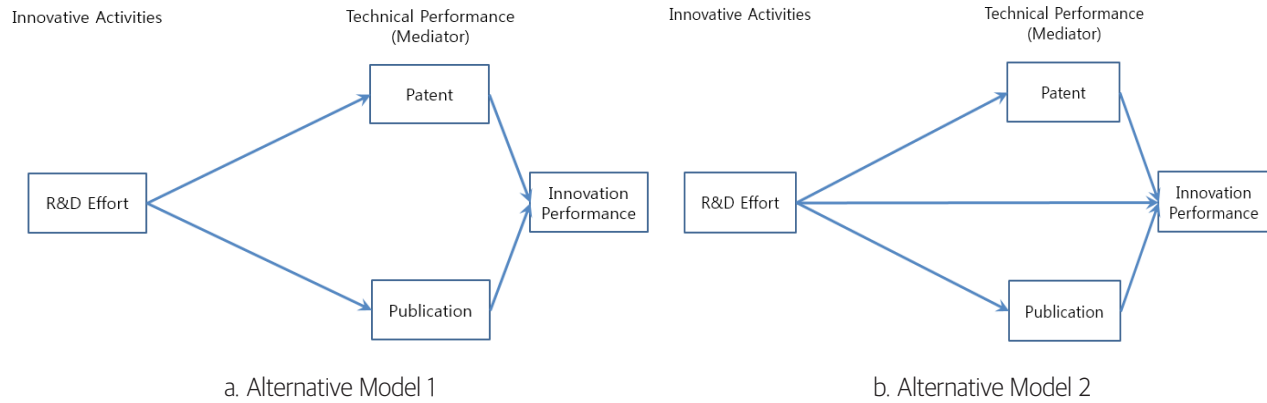 Innovative Activities
Technical Performance
(Mediator)
Patent
R&D Effort
Innovation
Performance
Publication
a. Alternative Model 1
Innovative Activities
Technical Performance
(Mediator)
Patent
R&D Effort
Innovation
Performance
Publication
b. Alternative Model 2